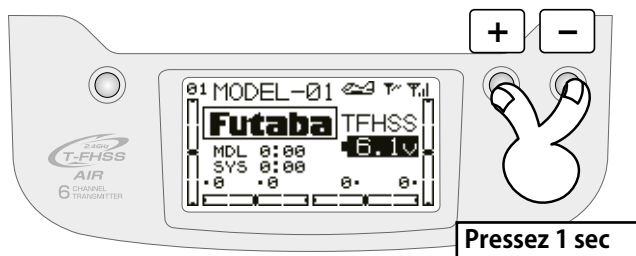 + −
01 MODEL-01
Futaba TFHSS
6.1v
MDL 0:00
SYS 0:00
·0 ·0 0· 0·
2.4GHz
T-FHSS
AIR
6 CHANNEL
TRANSMITTER
Pressez 1 sec